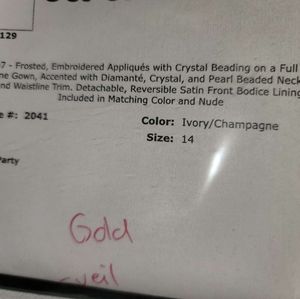 129
7 - Frosted, Embroidered Appliqués with Crystal Beading on a Full
ne Gown, Accented with Diamanté, Crystal, and Pearl Beaded Neck
nd Waistline Trim. Detachable, Reversible Satin Front Bodice Lining
Included in Matching Color and Nude
e #: 2041
Color: Ivory/Champagne
Size: 14
Party
Gold
veil